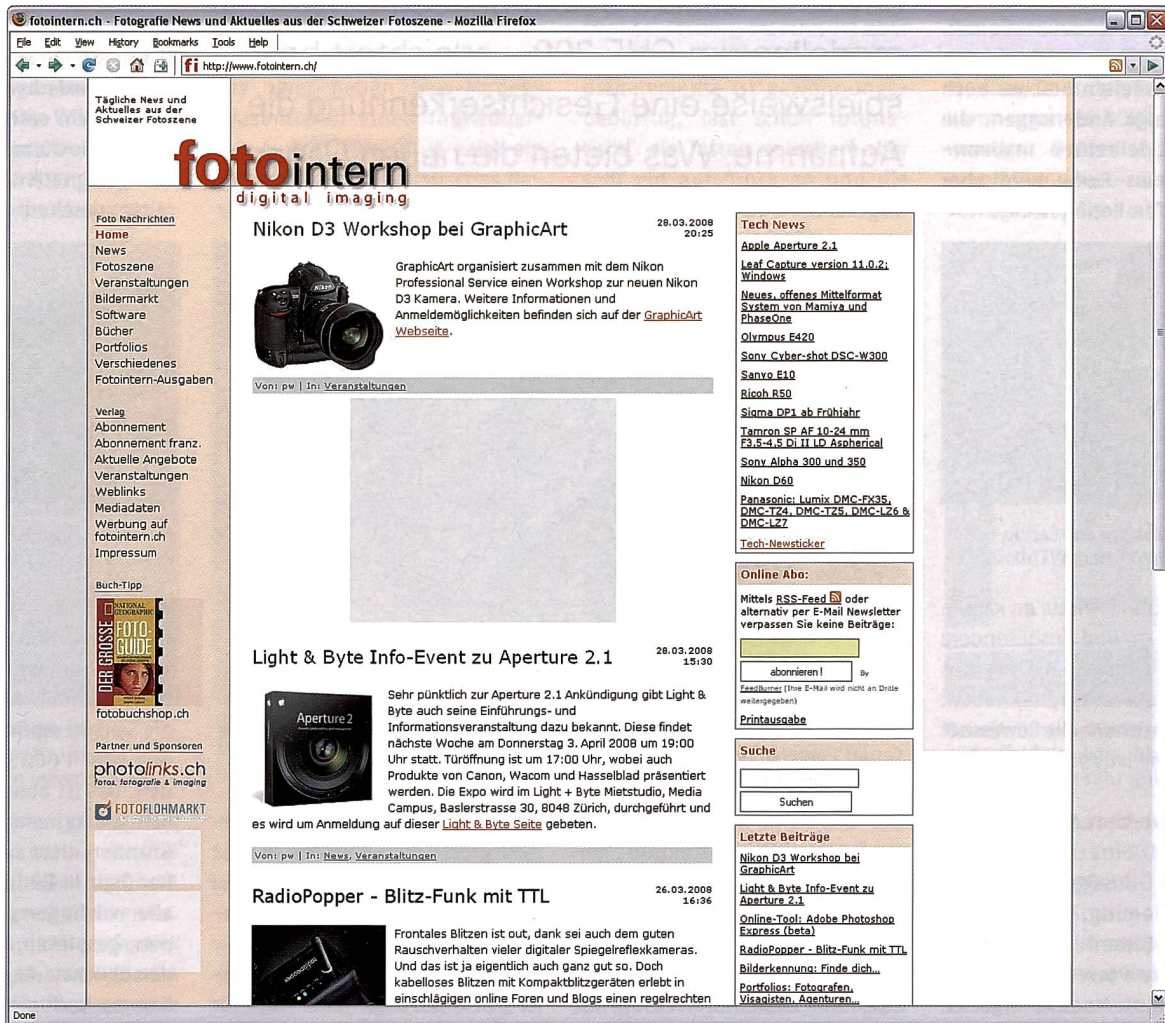 fotointern.ch - Fotografie News und Aktuelles aus der Schweizer Fotoszene - Mozilla Firefox
File Edit View History Bookmarks Tools Help
fi http://www.fotointern.ch/
Tägliche News und
Aktuelles aus der
Schweizer Fotoszene
fotointern
digital imaging
Foto Nachrichten
Home
News
Fotoszene
Veranstaltungen
Bildermarkt
Software
Bücher
Portfolios
Verschiedenes
Fotointern-Ausgaben
Verlag
Abonnement
Abonnement franz.
Aktuelle Angebote
Veranstaltungen
Weblinks
Mediadaten
Werbung auf
fotointern.ch
Impressum
Buch-Tipp
NATIONAL
GEOGRAPHIC
DER GROSSE
FOTO-
GUIDE
fotobuchshop.ch
Partner und Sponsoren
photolinks.ch
fotos, fotografie & imaging
FOTOFLOHMARKT
Nikon D3 Workshop bei GraphicArt
28.03.2008
20:25
Nikon
GraphicArt organisiert zusammen mit dem Nikon
Professional Service einen Workshop zur neuen Nikon
D3 Kamera. Weitere Informationen und
Anmeldemöglichkeiten befinden sich auf der GraphicArt
Webseite.
Von: pw | In: Veranstaltungen
Light & Byte Info-Event zu Aperture 2.1
28.03.2008
15:30
Aperture 2
Sehr pünktlich zur Aperture 2.1 Ankündigung gibt Light &
Byte auch seine Einführungs- und
Informationsveranstaltung dazu bekannt. Diese findet
nächste Woche am Donnerstag 3. April 2008 um 19:00
Uhr statt. Türöffnung ist um 17:00 Uhr, wobei auch
Produkte von Canon, Wacom und Hasselblad präsentiert
werden. Die Expo wird im Light + Byte Mietstudio, Media
Campus, Baslerstrasse 30, 8048 Zürich, durchgeführt und
es wird um Anmeldung auf dieser Light & Byte Seite gebeten.
Von: pw | In: News, Veranstaltungen
RadioPopper - Blitz-Funk mit TTL
26.03.2008
16:36
radiopopper
Frontales Blitzen ist out, dank sei auch dem guten
Rauschverhalten vieler digitaler Spiegelreflexkameras.
Und das ist ja eigentlich auch ganz gut so. Doch
kabelloses Blitzen mit Kompaktblitzgeräten erlebt in
einschlägigen online Foren und Blogs einen regelrechten
Tech News
Apple Aperture 2.1
Leaf Capture version 11.0.2;
Windows
Neues, offenes Mittelformat
System von Mamiya und
PhaseOne
Olympus E420
Sony Cyber-shot DSC-W300
Sanyo E10
Ricoh R50
Sigma DP1 ab Frühjahr
Tamron SP AF 10-24 mm
F3,5-4,5 Di II LD Aspherical
Sony Alpha 300 und 350
Nikon D60
Panasonic: Lumix DMC-FX35,
DMC-TZ4, DMC-TZ5, DMC-LZ6 &
DMC-LZ7
Tech-Newsticker
Online Abo:
Mittels RSS-Feed oder
alternativ per E-Mail Newsletter
verpassen Sie keine Beiträge:
abonnieren ! By
FeedBurner (Ihre E-Mail wird nicht an Dritte
weitergegeben)
Printausgabe
Suche
Suchen
Letzte Beiträge
Nikon D3 Workshop bei
GraphicArt
Light & Byte Info-Event zu
Aperture 2.1
Online-Tool: Adobe Photoshop
Express (beta)
RadioPopper - Blitz-Funk mit TTL
Bilderkennung: Finde dich...
Portfolios: Fotografen,
Visagisten, Agenturen...
Done